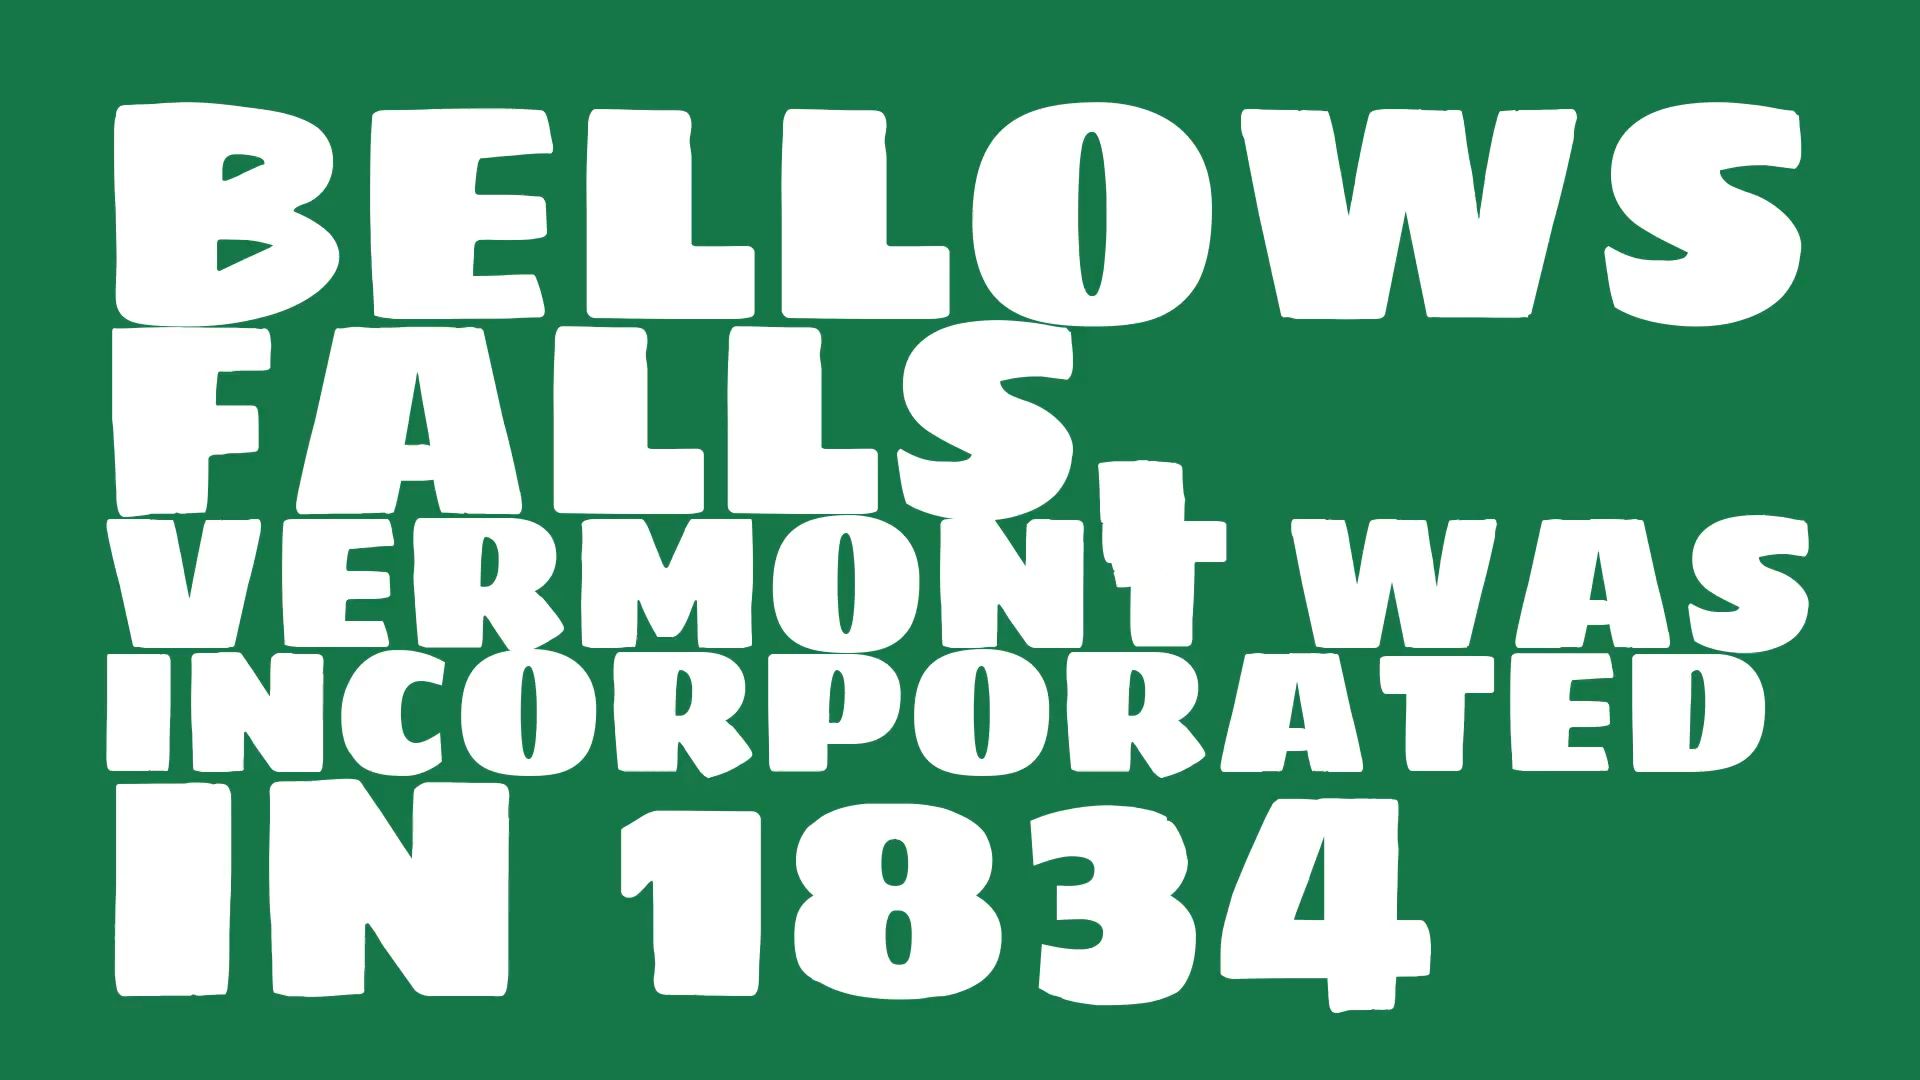 BELLOWS
FALLS,
VERMONT WAS
INCORPORATED
IN 1834